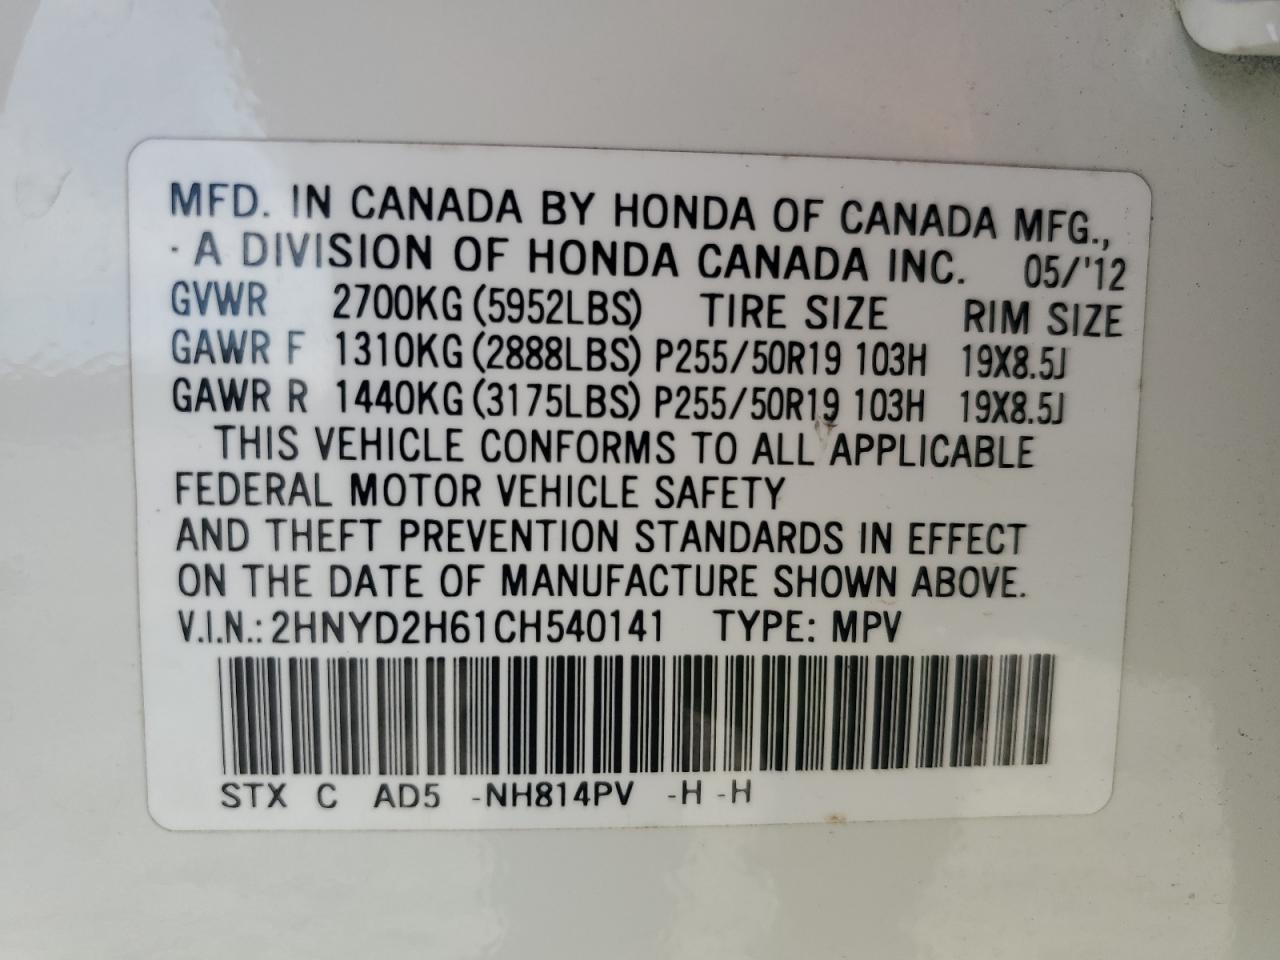 MFD. IN CANADA BY HONDA OF CANADA MFG.,
· A DIVISION OF HONDA CANADA INC. 05/'12
GVWR 2700KG (5952LBS) TIRE SIZE RIM SIZE
GAWR F 1310KG (2888LBS) P255/50R19 103H 19X8.5J
GAWR R 1440KG (3175LBS) P255/50R19 103H 19X8.5J
THIS VEHICLE CONFORMS TO ALL APPLICABLE
FEDERAL MOTOR VEHICLE SAFETY
AND THEFT PREVENTION STANDARDS IN EFFECT
ON THE DATE OF MANUFACTURE SHOWN ABOVE.
V.I.N.: 2HNYD2H61CH540141 TYPE: MPV
STX C AD5 -NH814PV -H -H